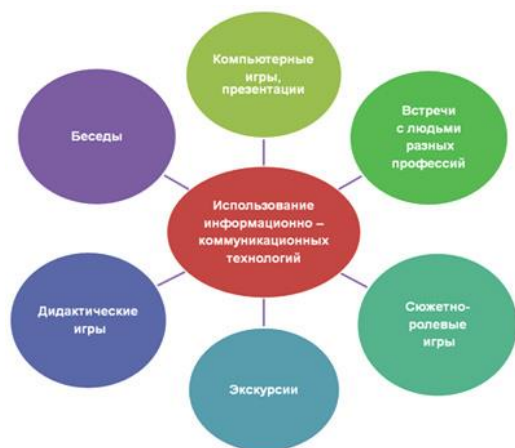 Компьютерные
игры,
презентации
Встречи
с людьми
разных
профессий
Беседы
Использование
информационно –
коммуникационных
технологий
Дидактические
игры
Сюжетно-
ролевые
игры
Экскурсии